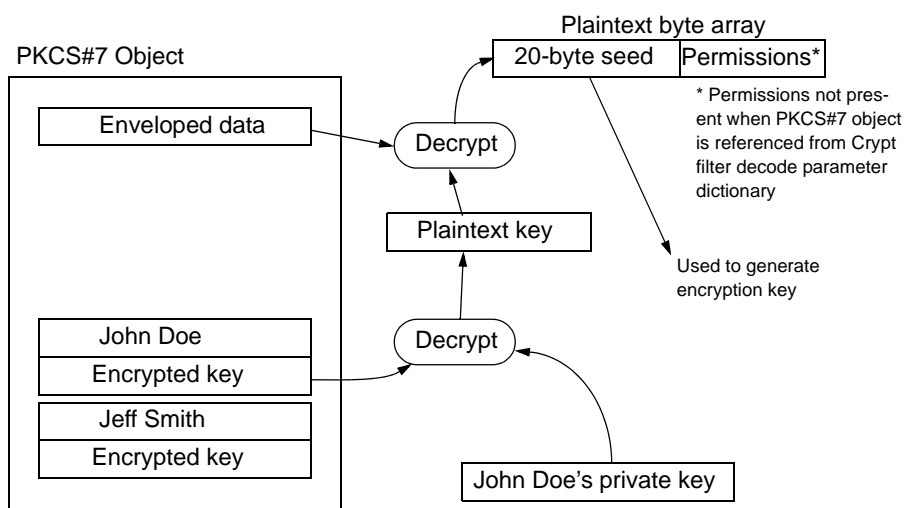 Plaintext byte array
PKCS#7 Object
20-byte seed
Permissions*
* Permissions not pres-
ent when PKCS#7 object
is referenced from Crypt
filter decode parameter
dictionary
Enveloped data
Decrypt
Plaintext key
Used to generate
encryption key
John Doe
Encrypted key
Decrypt
Jeff Smith
Encrypted key
John Doe’s private key